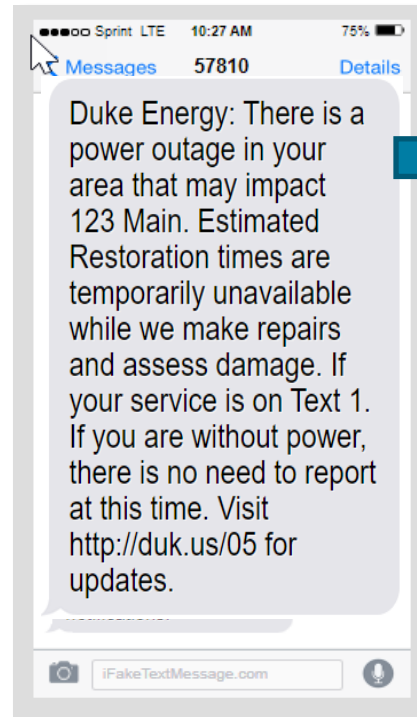 Sprint LTE 10:27 AM 75%
Messages 57810 Details
Duke Energy: There is a
power outage in your
area that may impact
123 Main. Estimated
Restoration times are
temporarily unavailable
while we make repairs
and assess damage. If
your service is on Text 1.
If you are without power,
there is no need to report
at this time. Visit
http://duk.us/05 for
updates.
iFakeTextMessage.com